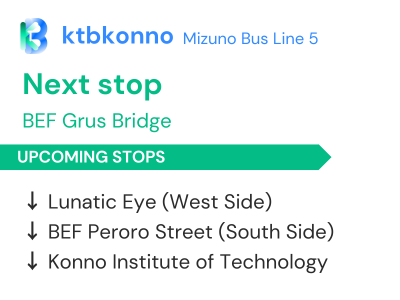 ktbkonno Mizuno Bus Line 5
Next stop
BEF Grus Bridge
UPCOMING STOPS
↓ Lunatic Eye (West Side)
↓ BEF Peroro Street (South Side)
↓ Konno Institute of Technology